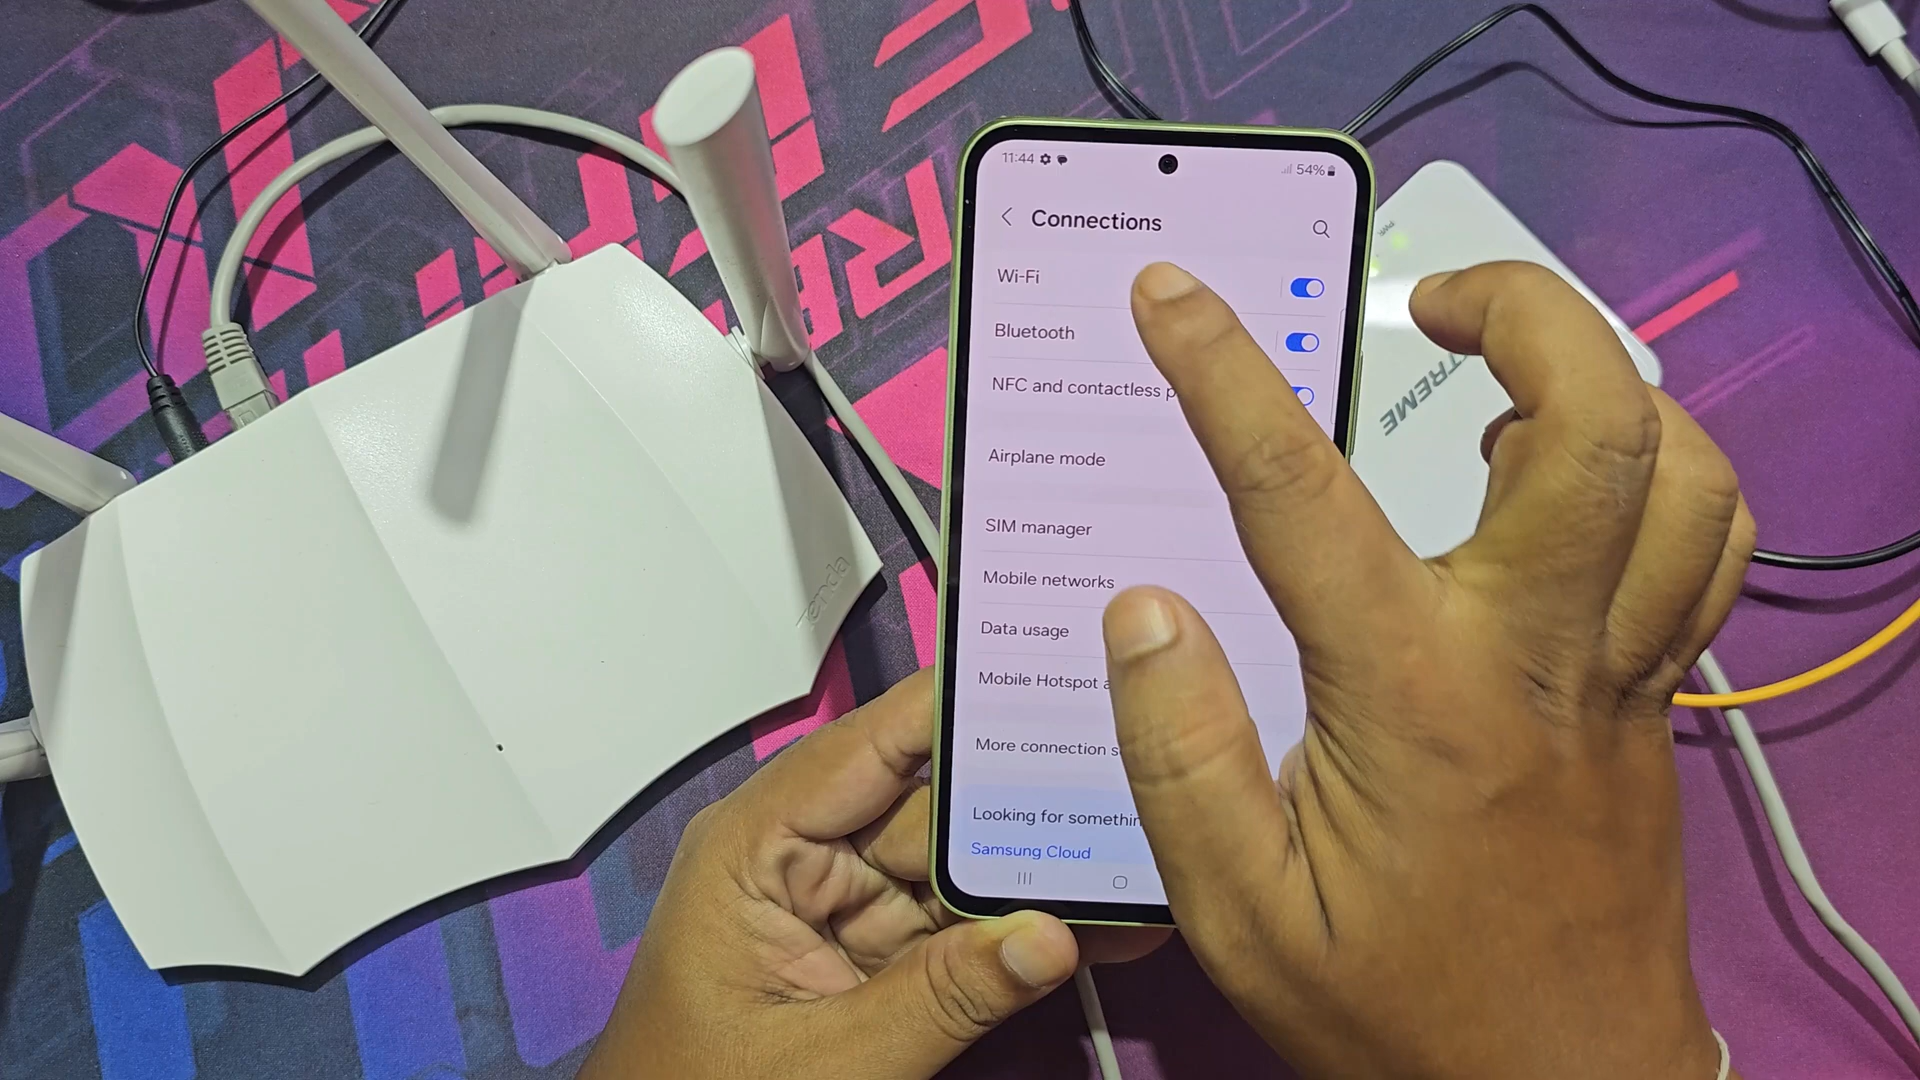 11:44
54%
Connections
Wi-Fi
Bluetooth
NFC and contactless p
Airplane mode
SIM manager
Mobile networks
Data usage
Mobile Hotspot a
More connection s
Looking for somethin
Samsung Cloud
Tenda
TREME